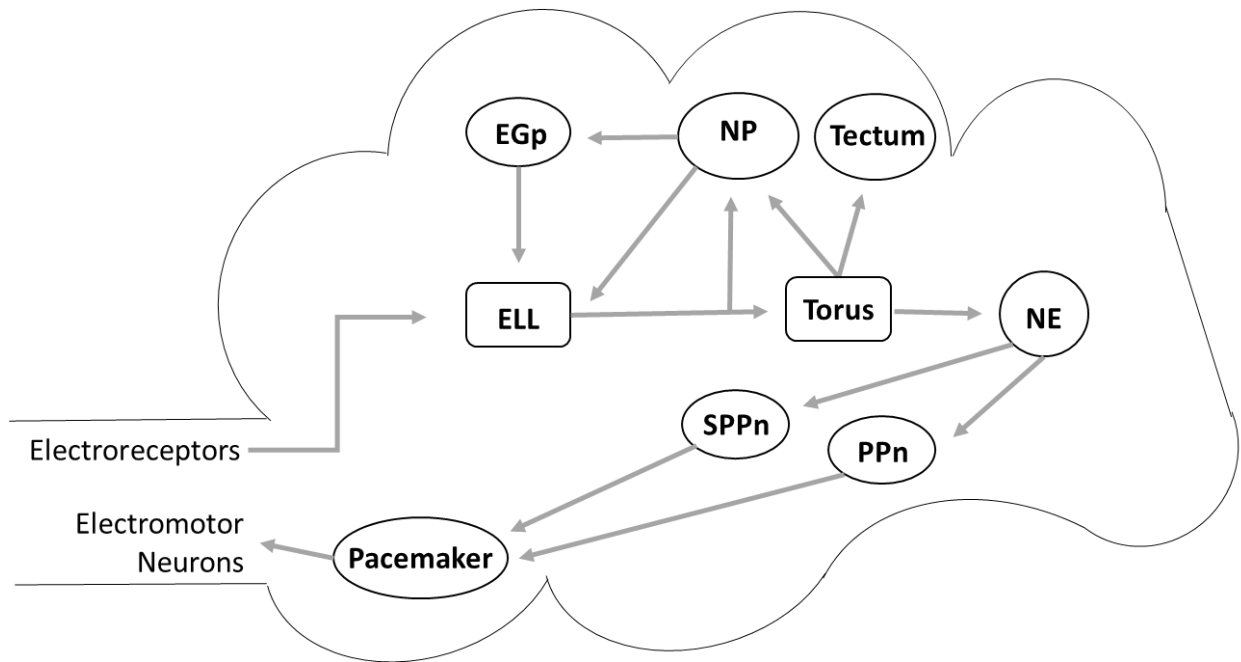 EGp
NP
Tectum
ELL
Torus
NE
SPPn
PPn
Electroreceptors
Electromotor
Neurons
Pacemaker